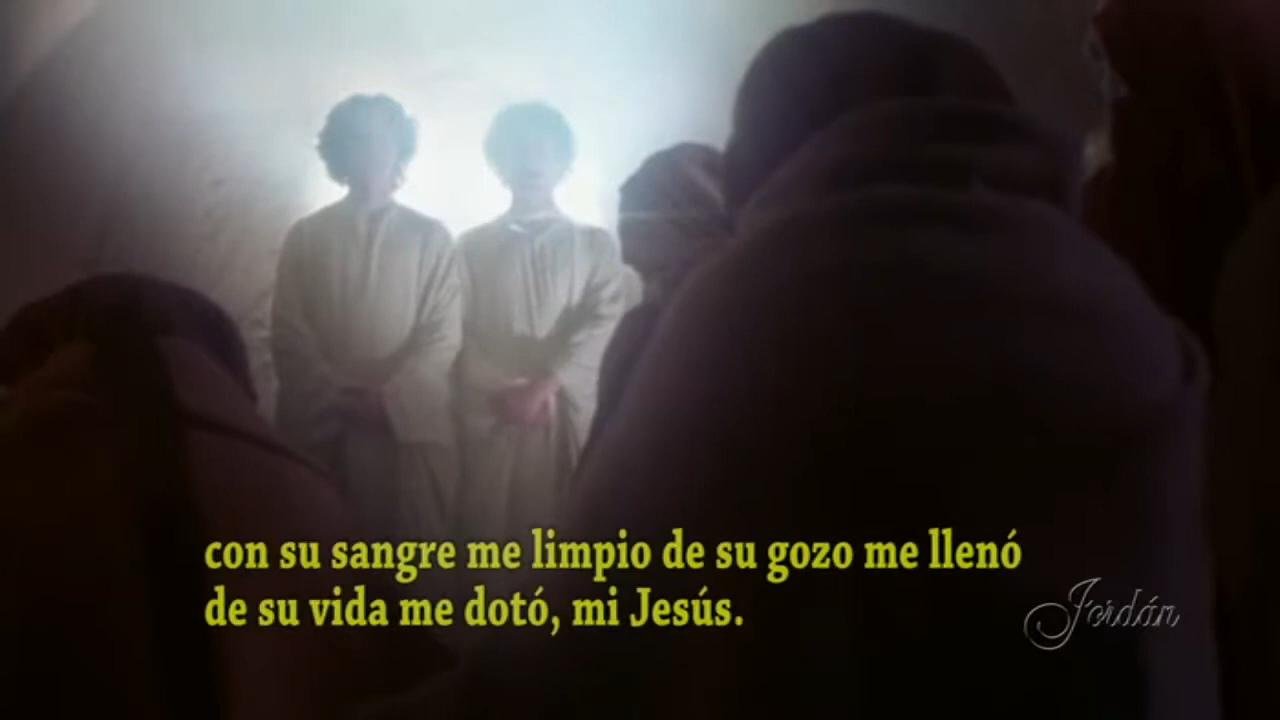 con su sangre me limpio de su gozo me llenó
de su vida me dotó, mi Jesús.
Jordán